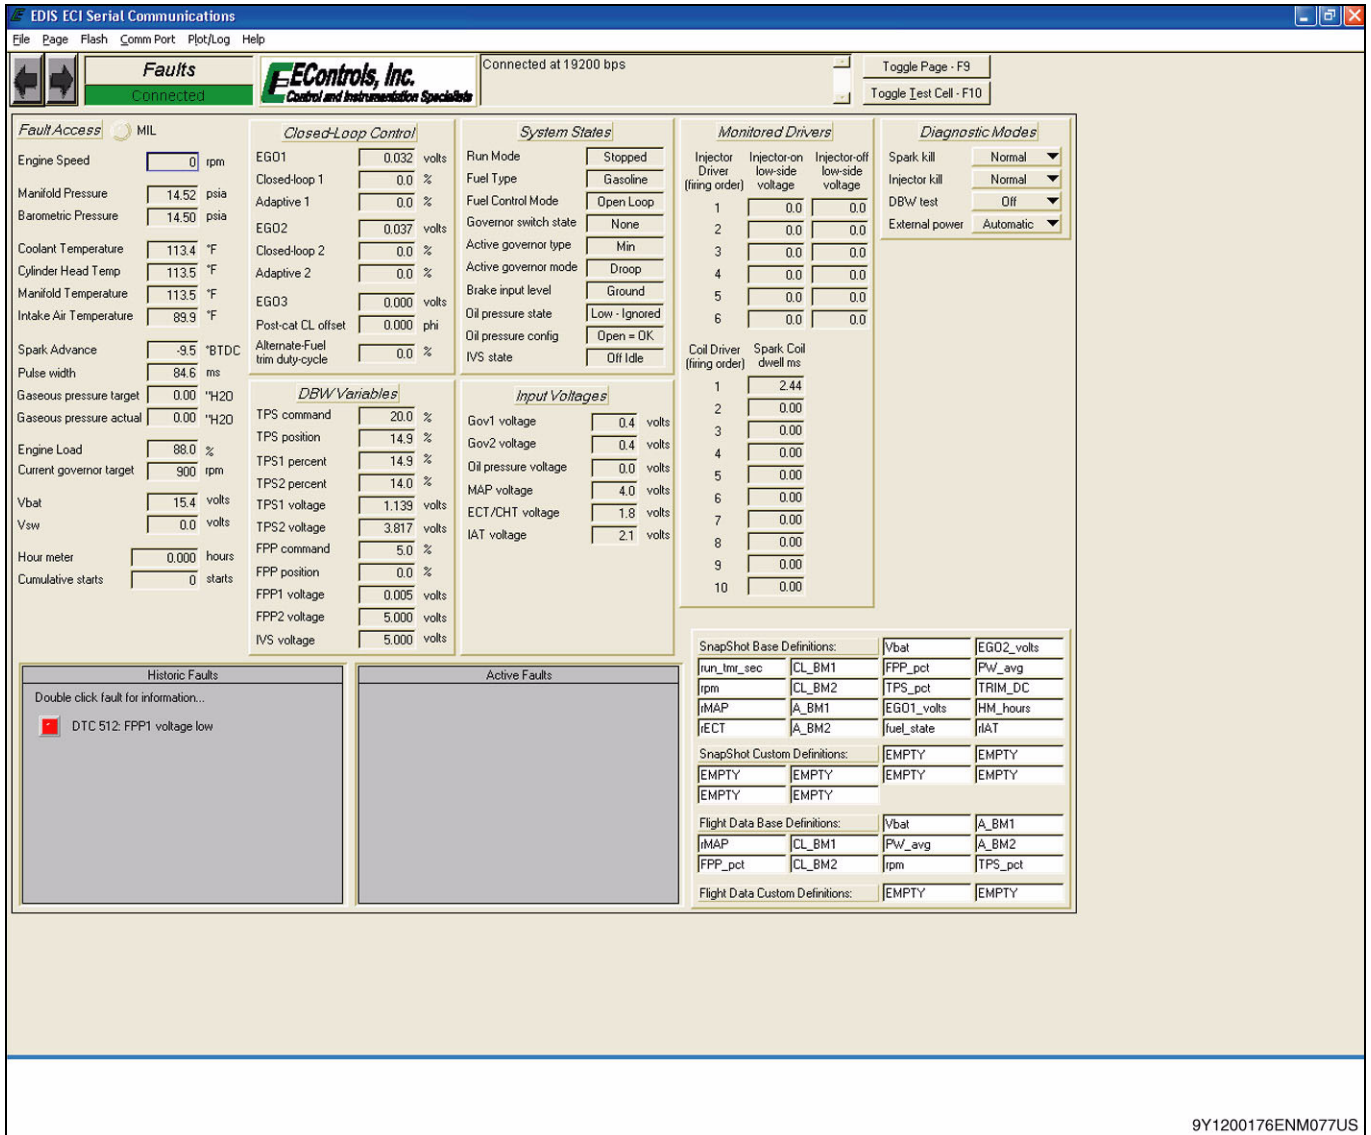 EDIS ECI Serial Communications
File Page Flash Comm Port Plot/Log Help
Faults
Connected
EControls, Inc.
Control and Instrumentation Specialists
Connected at 19200 bps
Toggle Page - F9
Toggle Test Cell - F10
Fault Access MIL
Engine Speed 0 rpm
Manifold Pressure 14.52 psia
Barometric Pressure 14.50 psia
Coolant Temperature 113.4 °F
Cylinder Head Temp 113.5 °F
Manifold Temperature 113.5 °F
Intake Air Temperature 89.9 °F
Spark Advance -9.5 °BTDC
Pulse width 84.6 ms
Gaseous pressure target 0.00 "H2O
Gaseous pressure actual 0.00 "H2O
Engine Load 88.0 %
Current governor target 900 rpm
Vbat 15.4 volts
Vsw 0.0 volts
Hour meter 0.000 hours
Cumulative starts 0 starts
Closed-Loop Control
EGO1 0.032 volts
Closed-loop 1 0.0 %
Adaptive 1 0.0 %
EGO2 0.037 volts
Closed-loop 2 0.0 %
Adaptive 2 0.0 %
EGO3 0.000 volts
Post-cat CL offset 0.000 phi
Alternate-Fuel
trim duty-cycle 0.0 %
DBW Variables
TPS command 20.0 %
TPS position 14.9 %
TPS1 percent 14.9 %
TPS2 percent 14.0 %
TPS1 voltage 1.139 volts
TPS2 voltage 3.817 volts
FPP command 5.0 %
FPP position 0.0 %
FPP1 voltage 0.005 volts
FPP2 voltage 5.000 volts
IVS voltage 5.000 volts
System States
Run Mode Stopped
Fuel Type Gasoline
Fuel Control Mode Open Loop
Governor switch state None
Active governor type Min
Active governor mode Droop
Brake input level Ground
Oil pressure state Low - Ignored
Oil pressure config Open = OK
IVS state Off Idle
Input Voltages
Gov1 voltage 0.4 volts
Gov2 voltage 0.4 volts
Oil pressure voltage 0.0 volts
MAP voltage 4.0 volts
ECT/CHT voltage 1.8 volts
IAT voltage 2.1 volts
Monitored Drivers
Injector Injector-on Injector-off
Driver low-side low-side
(firing order) voltage voltage
1 0.0 0.0
2 0.0 0.0
3 0.0 0.0
4 0.0 0.0
5 0.0 0.0
6 0.0 0.0
Coil Driver Spark Coil
(firing order) dwell ms
1 2.44
2 0.00
3 0.00
4 0.00
5 0.00
6 0.00
7 0.00
8 0.00
9 0.00
10 0.00
Diagnostic Modes
Spark kill Normal
Injector kill Normal
DBW test Off
External power Automatic
Historic Faults
Double click fault for information...
DTC 512: FPP1 voltage low
Active Faults
SnapShot Base Definitions: Vbat EGO2_volts
run_tmr_sec CL_BM1 FPP_pct PW_avg
rpm CL_BM2 TPS_pct TRIM_DC
rMAP A_BM1 EGO1_volts HM_hours
rECT A_BM2 fuel_state rIAT
SnapShot Custom Definitions: EMPTY EMPTY
EMPTY EMPTY EMPTY EMPTY
EMPTY EMPTY
Flight Data Base Definitions: Vbat A_BM1
rMAP CL_BM1 PW_avg A_BM2
FPP_pct CL_BM2 rpm TPS_pct
Flight Data Custom Definitions: EMPTY EMPTY
9Y1200176ENM077US